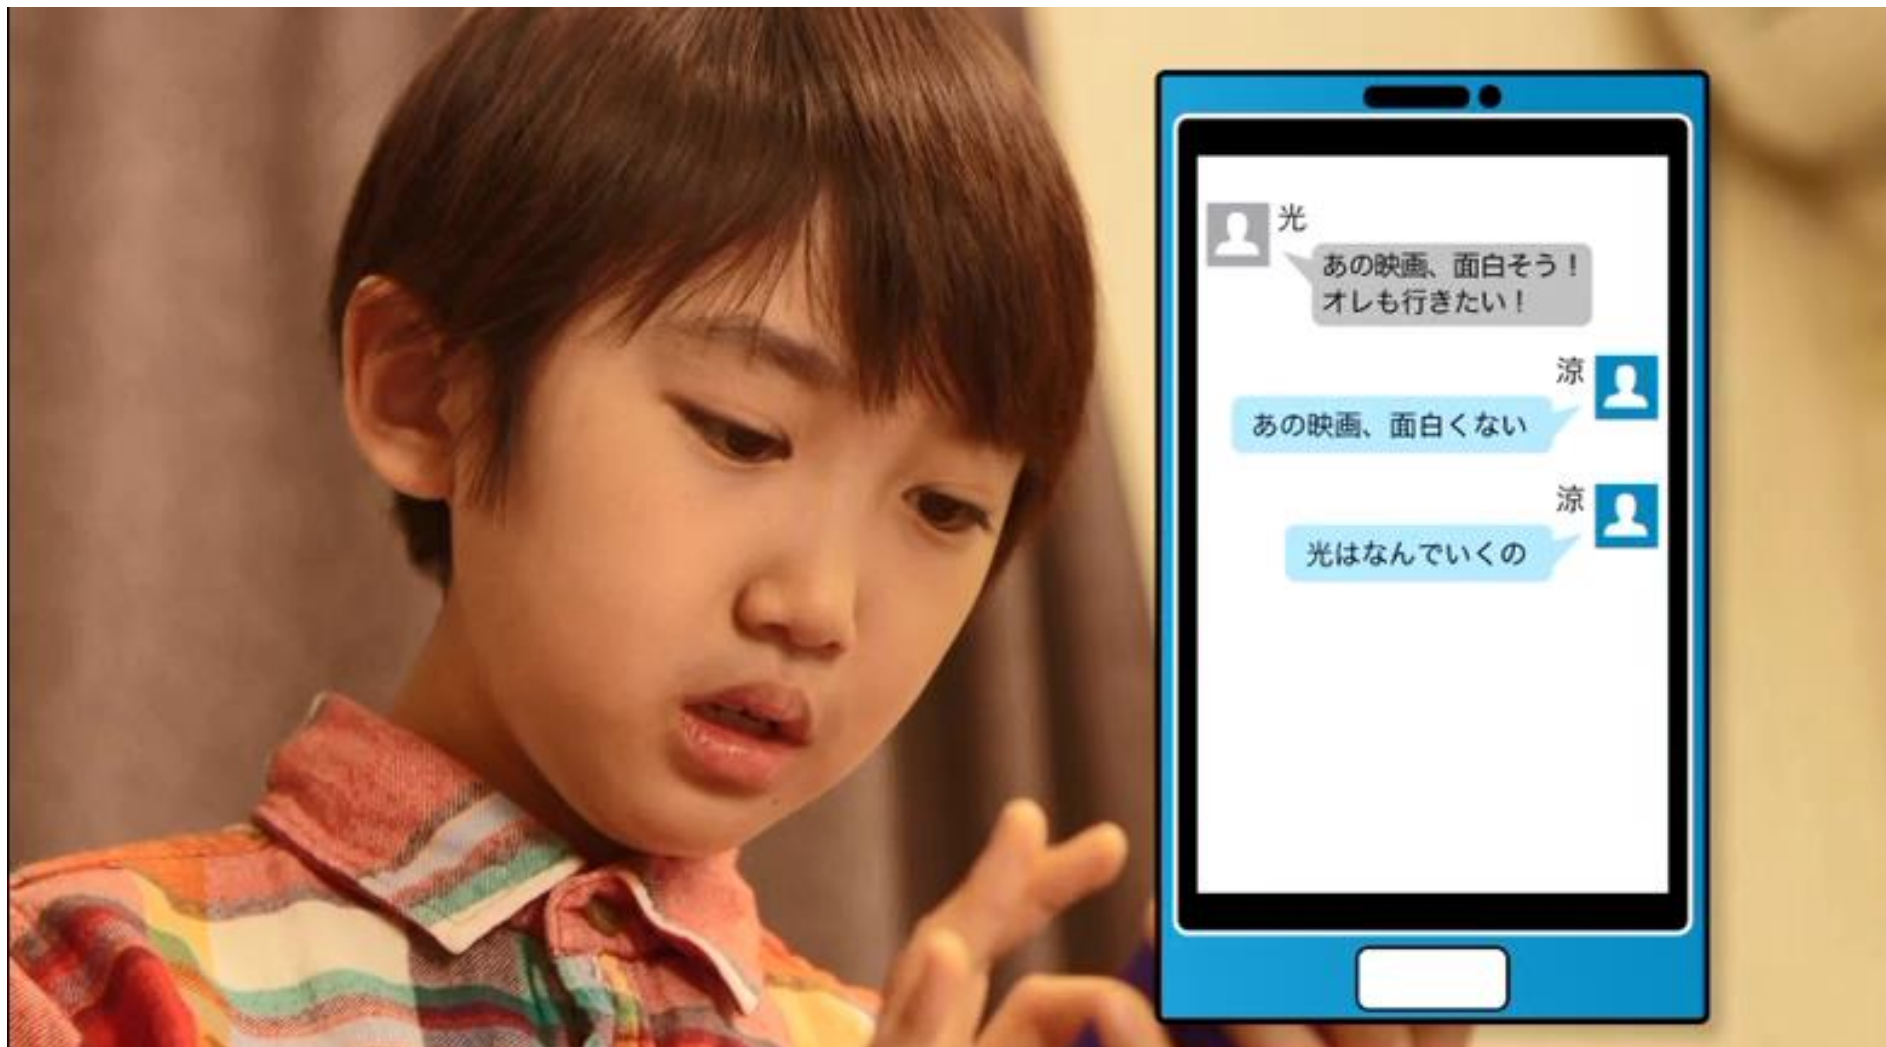 光
あの映画、面白そう！
オレも行きたい！
涼
あの映画、面白くない
涼
光はなんでいくの